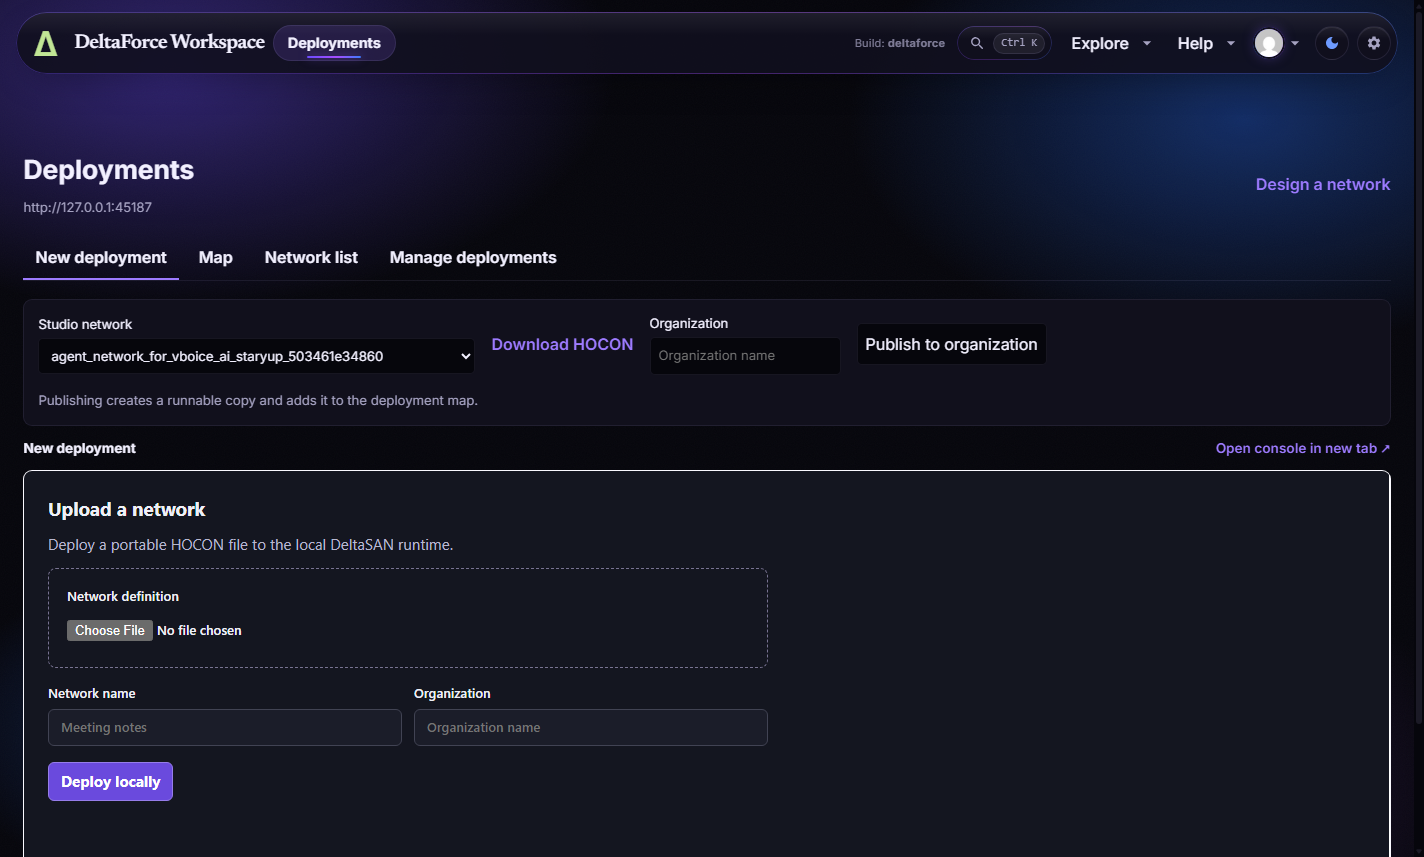 DeltaForce Workspace
Deployments
Build: deltaforce
Ctrl K
Explore
Help
Deployments
http://127.0.0.1:45187
Design a network
New deployment
Map
Network list
Manage deployments
Studio network
agent_network_for_vboice_ai_staryup_503461e34860
Download HOCON
Organization
Organization name
Publish to organization
Publishing creates a runnable copy and adds it to the deployment map.
New deployment
Open console in new tab ↗
Upload a network
Deploy a portable HOCON file to the local DeltaSAN runtime.
Network definition
Choose File No file chosen
Network name
Meeting notes
Organization
Organization name
Deploy locally